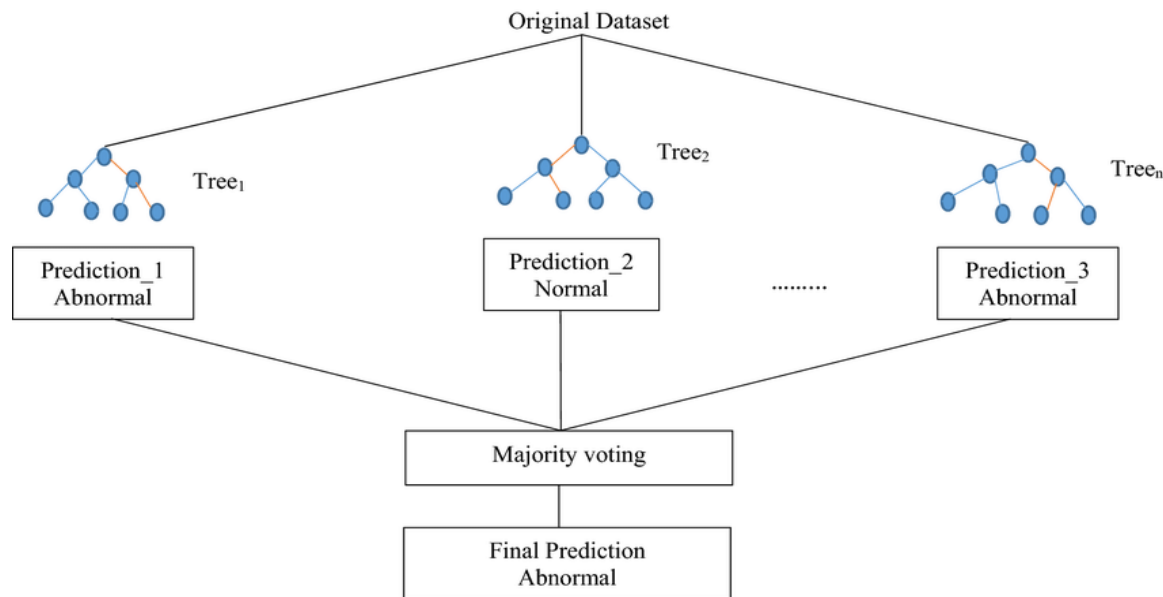 Original Dataset
Tree₁
Tree₂
Treeₙ
Prediction_1
Abnormal
Prediction_2
Normal
.........
Prediction_3
Abnormal
Majority voting
Final Prediction
Abnormal